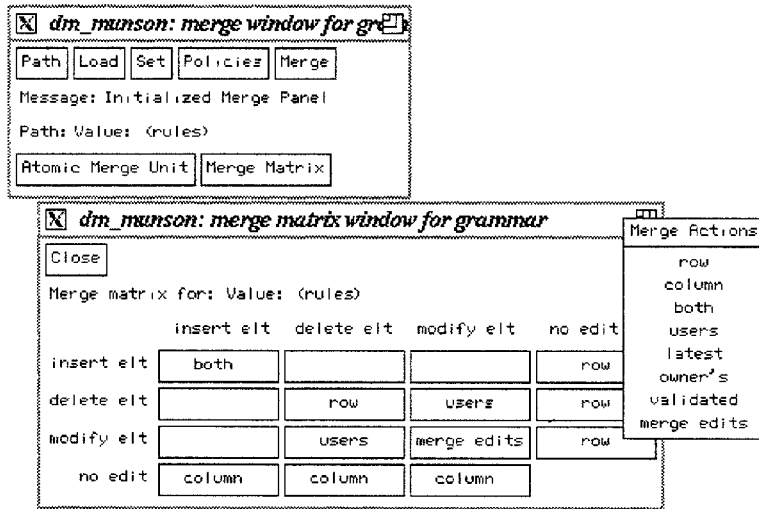 dm_munson: merge window for gra
Path Load Set Policies Merge
Message: Initialized Merge Panel
Path: Value: (rules)
Atomic Merge Unit Merge Matrix
dm_munson: merge matrix window for grammar
Close
Merge matrix for: Value: (rules)
insert elt delete elt modify elt no edit
insert elt both row
delete elt row users row
modify elt users merge edits row
no edit column column column
Merge Actions
row
column
both
users
latest
owner's
validated
merge edits